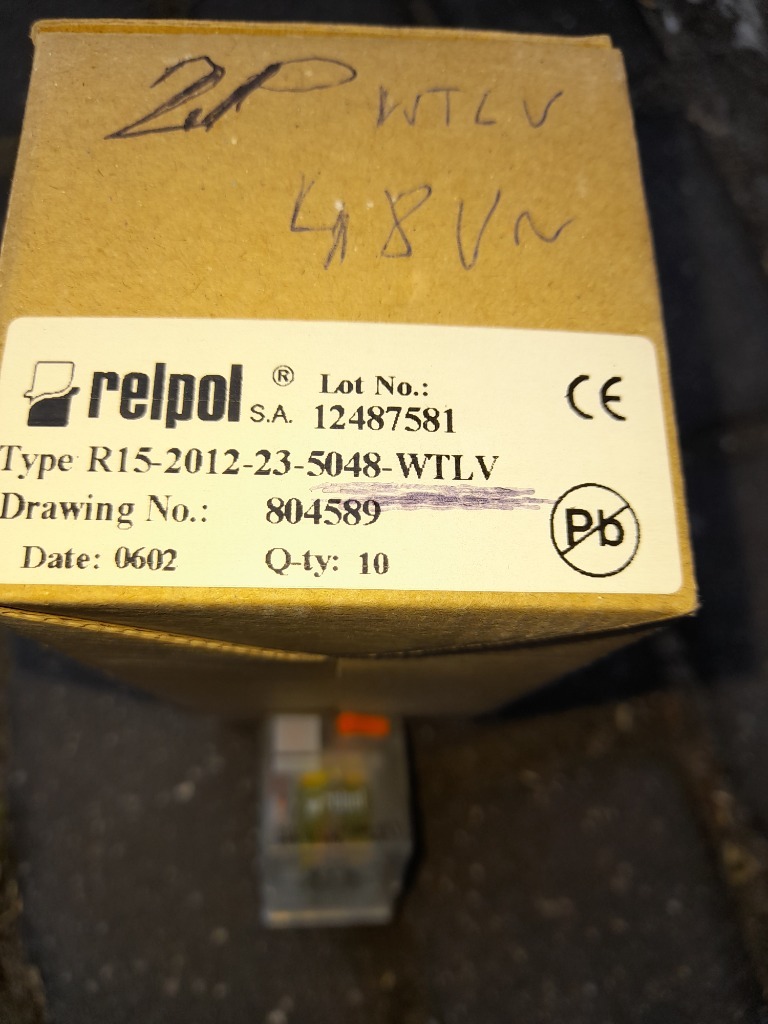 2P WTLV
48 V~
relpol ® S.A. Lot No.: 12487581 CE
Type R15-2012-23-5048-WTLV
Drawing No.: 804589 Pb
Date: 0602 Q-ty: 10